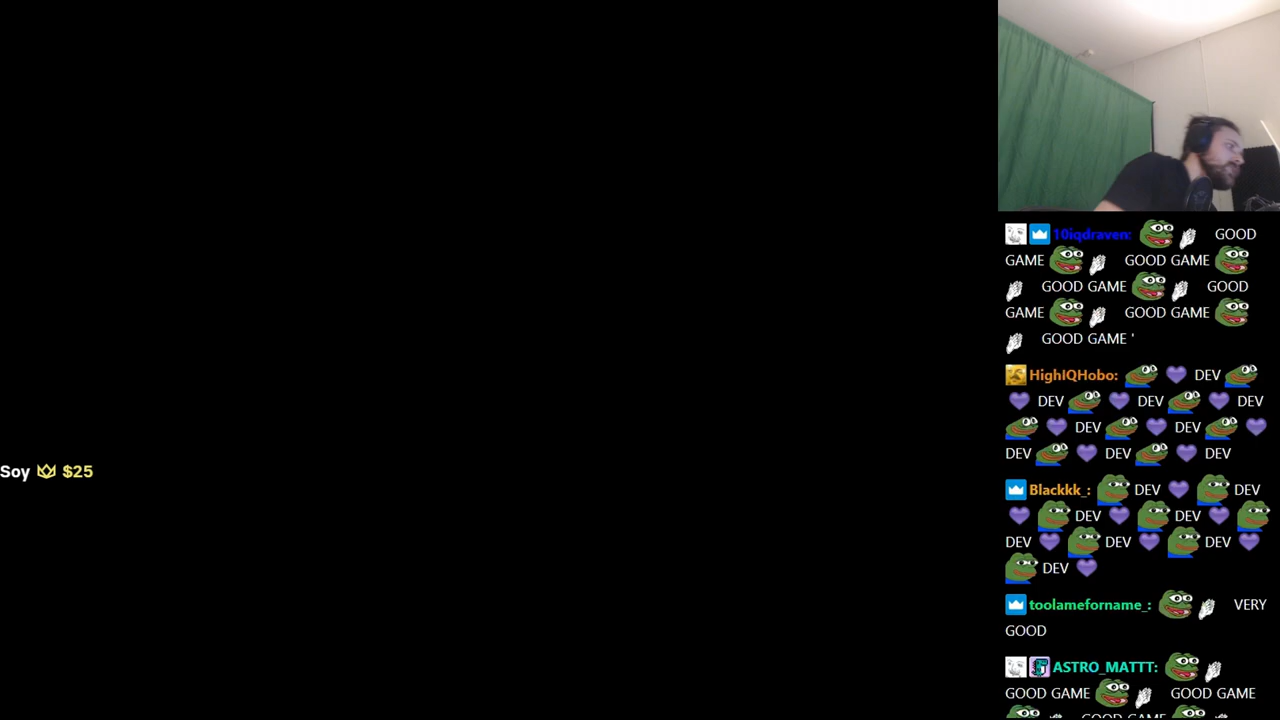 Soy $25
10iqdraven: GOOD
GAME GOOD GAME
GOOD GAME GOOD
GAME GOOD GAME
GOOD GAME '
HighIQHobo: DEV
DEV DEV DEV
DEV DEV
DEV DEV DEV
Blackkk_: DEV DEV
DEV DEV
DEV DEV DEV
DEV
toolameforname_: VERY
GOOD
ASTRO_MATTT:
GOOD GAME GOOD GAME
GOOD GAME